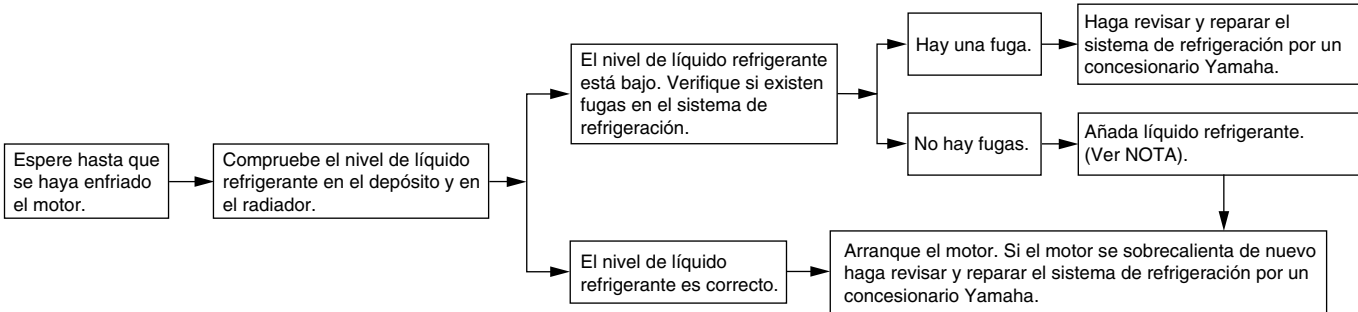 Espere hasta que
se haya enfriado
el motor.
Compruebe el nivel de líquido
refrigerante en el depósito y en
el radiador.
El nivel de líquido refrigerante
está bajo. Verifique si existen
fugas en el sistema de
refrigeración.
Hay una fuga.
Haga revisar y reparar el
sistema de refrigeración por un
concesionario Yamaha.
No hay fugas.
Añada líquido refrigerante.
(Ver NOTA).
El nivel de líquido
refrigerante es correcto.
Arranque el motor. Si el motor se sobrecalienta de nuevo
haga revisar y reparar el sistema de refrigeración por un
concesionario Yamaha.